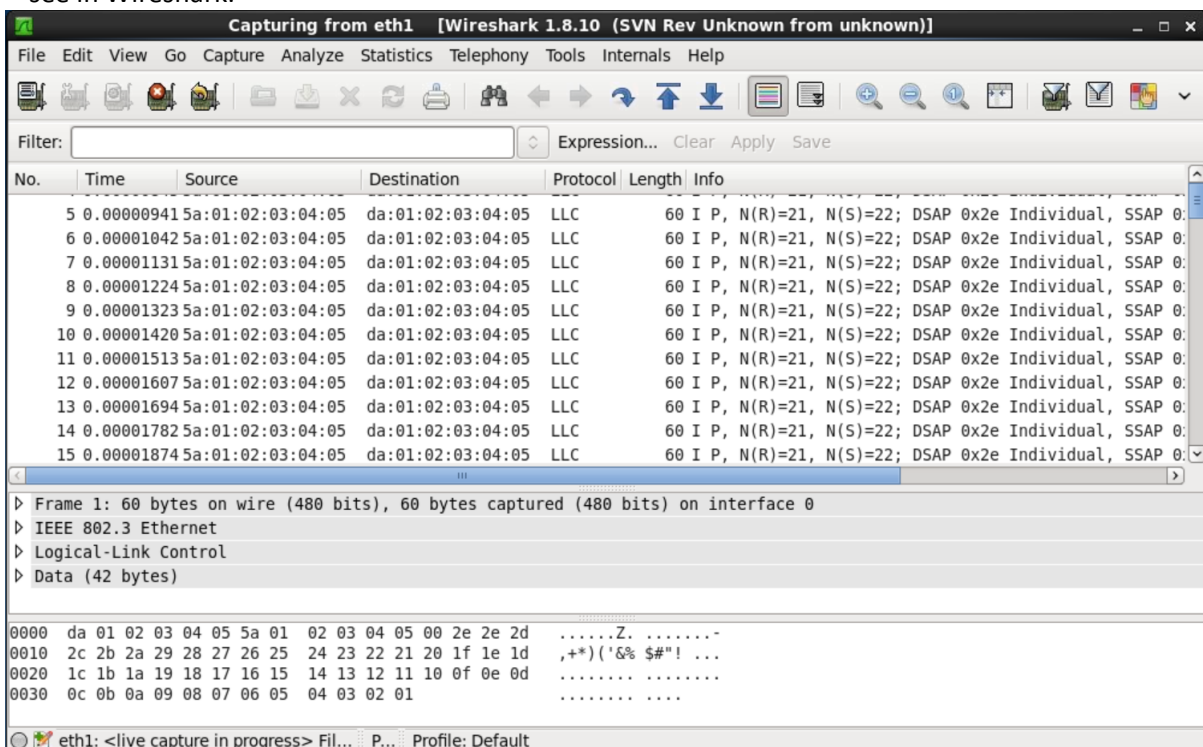 see in Wireshark.
Capturing from eth1 [Wireshark 1.8.10 (SVN Rev Unknown from unknown)]
File Edit View Go Capture Analyze Statistics Telephony Tools Internals Help
Filter: Expression... Clear Apply Save
No. Time Source Destination Protocol Length Info
5 0.00000941 5a:01:02:03:04:05 da:01:02:03:04:05 LLC 60 I P, N(R)=21, N(S)=22; DSAP 0x2e Individual, SSAP 0
6 0.00001042 5a:01:02:03:04:05 da:01:02:03:04:05 LLC 60 I P, N(R)=21, N(S)=22; DSAP 0x2e Individual, SSAP 0
7 0.00001131 5a:01:02:03:04:05 da:01:02:03:04:05 LLC 60 I P, N(R)=21, N(S)=22; DSAP 0x2e Individual, SSAP 0
8 0.00001224 5a:01:02:03:04:05 da:01:02:03:04:05 LLC 60 I P, N(R)=21, N(S)=22; DSAP 0x2e Individual, SSAP 0
9 0.00001323 5a:01:02:03:04:05 da:01:02:03:04:05 LLC 60 I P, N(R)=21, N(S)=22; DSAP 0x2e Individual, SSAP 0
10 0.00001420 5a:01:02:03:04:05 da:01:02:03:04:05 LLC 60 I P, N(R)=21, N(S)=22; DSAP 0x2e Individual, SSAP 0
11 0.00001513 5a:01:02:03:04:05 da:01:02:03:04:05 LLC 60 I P, N(R)=21, N(S)=22; DSAP 0x2e Individual, SSAP 0
12 0.00001607 5a:01:02:03:04:05 da:01:02:03:04:05 LLC 60 I P, N(R)=21, N(S)=22; DSAP 0x2e Individual, SSAP 0
13 0.00001694 5a:01:02:03:04:05 da:01:02:03:04:05 LLC 60 I P, N(R)=21, N(S)=22; DSAP 0x2e Individual, SSAP 0
14 0.00001782 5a:01:02:03:04:05 da:01:02:03:04:05 LLC 60 I P, N(R)=21, N(S)=22; DSAP 0x2e Individual, SSAP 0
15 0.00001874 5a:01:02:03:04:05 da:01:02:03:04:05 LLC 60 I P, N(R)=21, N(S)=22; DSAP 0x2e Individual, SSAP 0
Frame 1: 60 bytes on wire (480 bits), 60 bytes captured (480 bits) on interface 0
IEEE 802.3 Ethernet
Logical-Link Control
Data (42 bytes)
0000 da 01 02 03 04 05 5a 01 02 03 04 05 00 2e 2e 2d ......Z. .......-
0010 2c 2b 2a 29 28 27 26 25 24 23 22 21 20 1f 1e 1d ,+*)('&% $#"! ...
0020 1c 1b 1a 19 18 17 16 15 14 13 12 11 10 0f 0e 0d ........ ........
0030 0c 0b 0a 09 08 07 06 05 04 03 02 01 ........ ....
eth1: <live capture in progress> Fil... P... Profile: Default